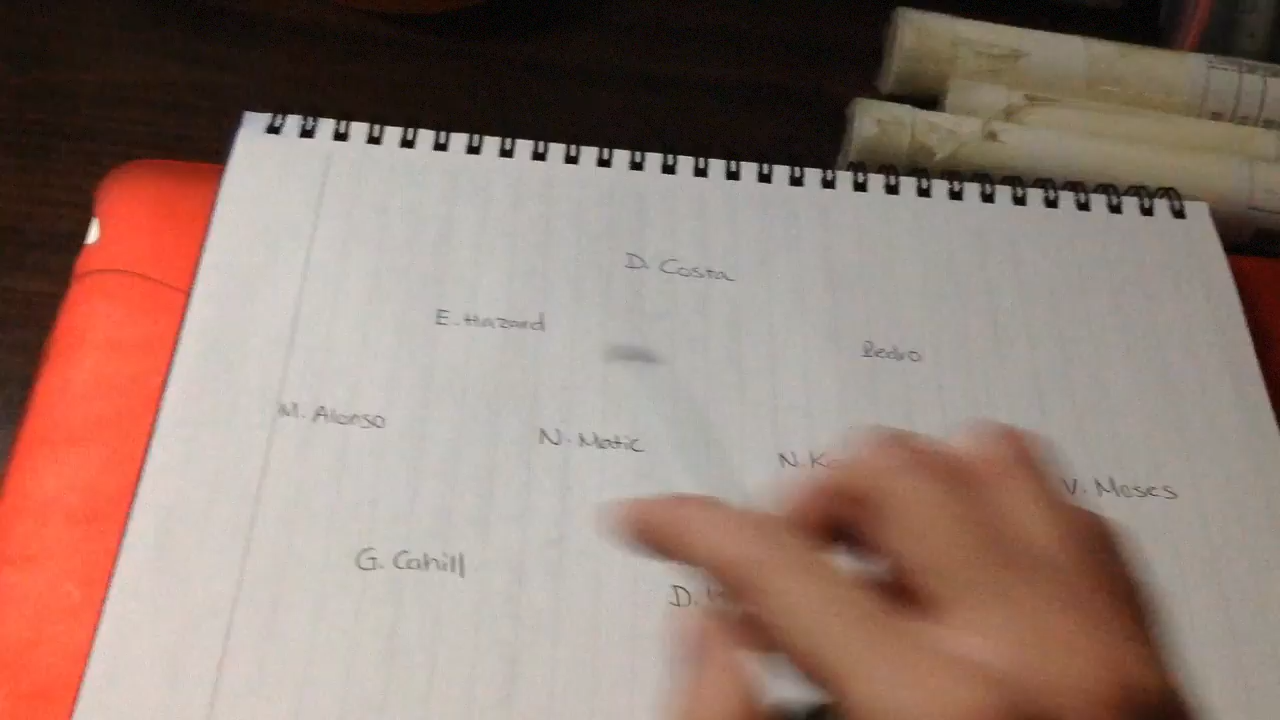 D. Costa
E. Hazard
Pedro
M. Alonso
N. Matic
N. K
V. Moses
G. Cahill
D.